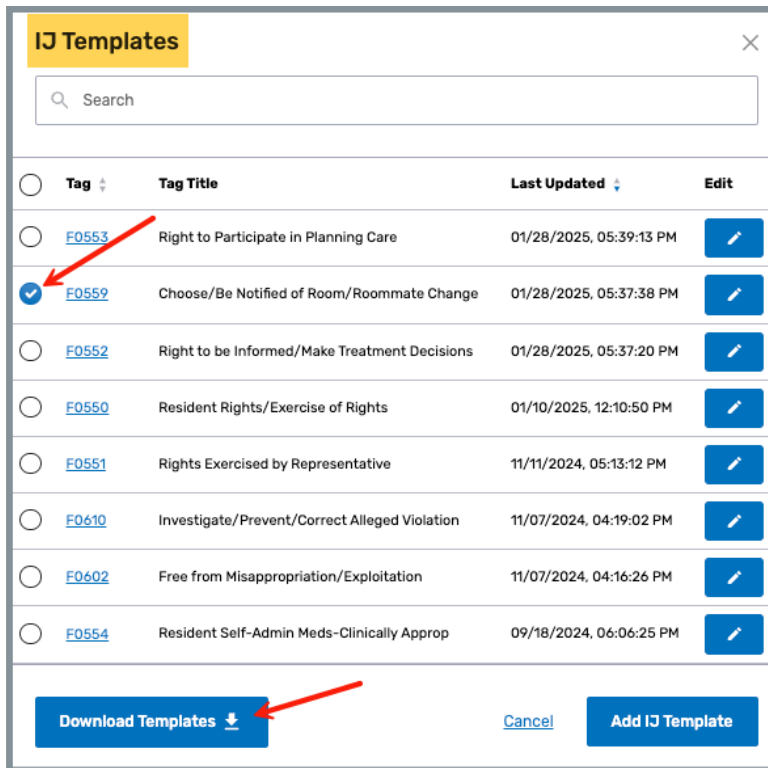 IJ Templates
Search
Tag Tag Title Last Updated Edit
F0553 Right to Participate in Planning Care 01/28/2025, 05:39:13 PM
F0559 Choose/Be Notified of Room/Roommate Change 01/28/2025, 05:37:38 PM
F0552 Right to be Informed/Make Treatment Decisions 01/28/2025, 05:37:20 PM
F0550 Resident Rights/Exercise of Rights 01/10/2025, 12:10:50 PM
F0551 Rights Exercised by Representative 11/11/2024, 05:13:12 PM
F0610 Investigate/Prevent/Correct Alleged Violation 11/07/2024, 04:19:02 PM
F0602 Free from Misappropriation/Exploitation 11/07/2024, 04:16:26 PM
F0554 Resident Self-Admin Meds-Clinically Approp 09/18/2024, 06:06:25 PM
Download Templates Cancel Add IJ Template